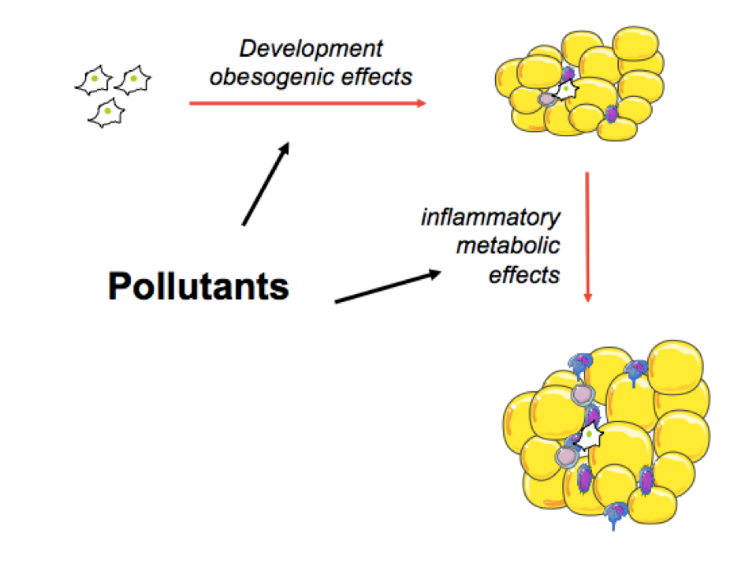 Development
obesogenic effects
inflammatory
metabolic
effects
Pollutants